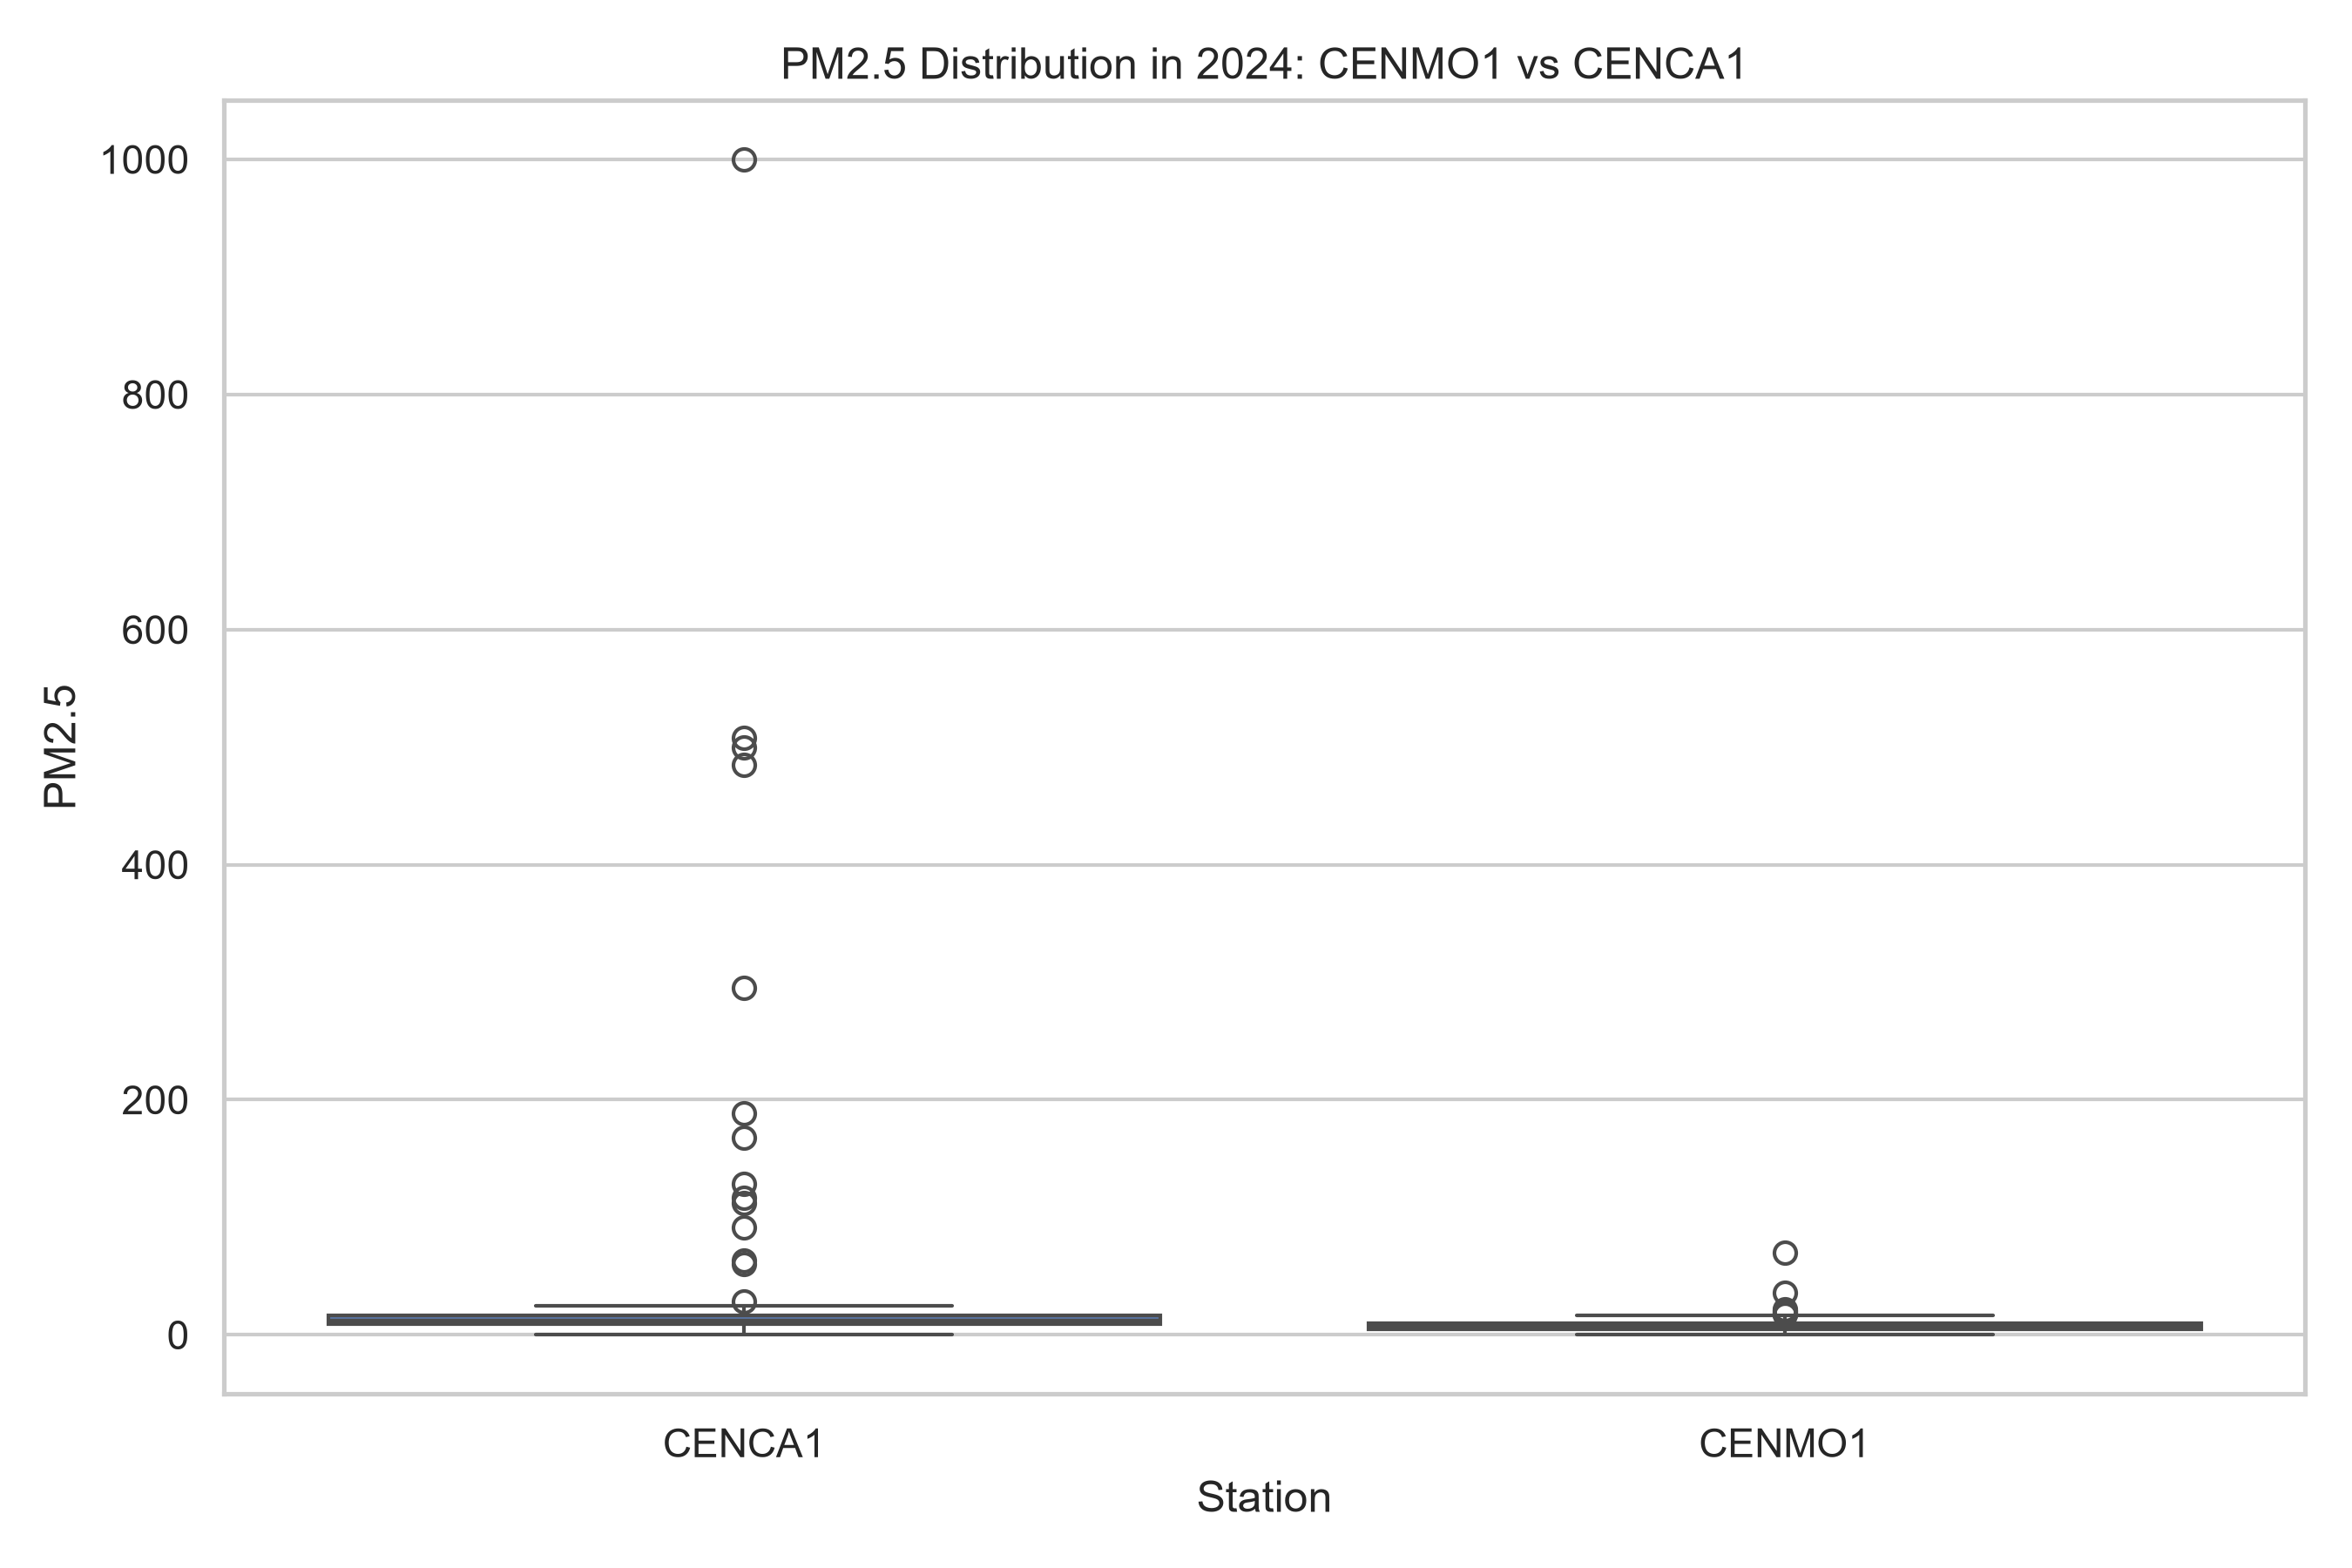 PM2.5 Distribution in 2024: CENMO1 vs CENCA1
1000
800
600
400
200
0
PM2.5
CENCA1
CENMO1
Station